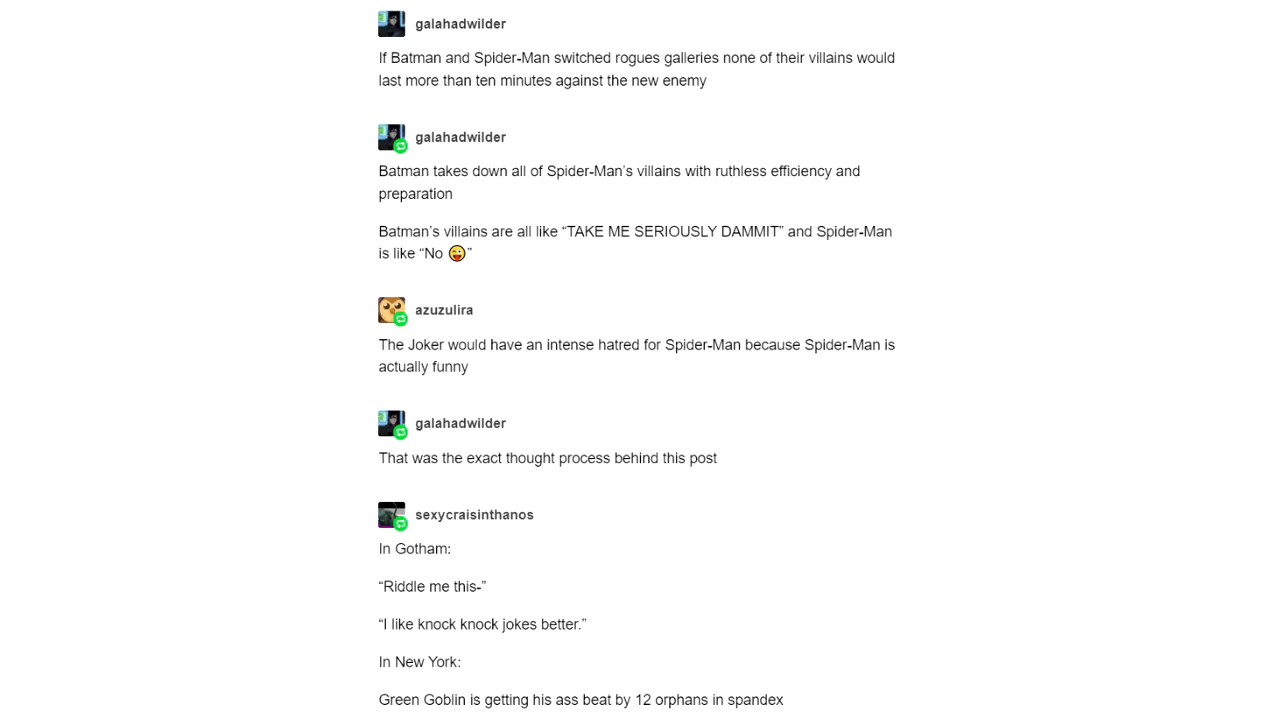 galahadwilder
If Batman and Spider-Man switched rogues galleries none of their villains would
last more than ten minutes against the new enemy
galahadwilder
Batman takes down all of Spider-Man's villains with ruthless efficiency and
preparation
Batman's villains are all like “TAKE ME SERIOUSLY DAMMIT” and Spider-Man
is like “No 😜”
azuzulira
The Joker would have an intense hatred for Spider-Man because Spider-Man is
actually funny
galahadwilder
That was the exact thought process behind this post
sexycraisinthanos
In Gotham:
“Riddle me this-”
“I like knock knock jokes better.”
In New York:
Green Goblin is getting his ass beat by 12 orphans in spandex